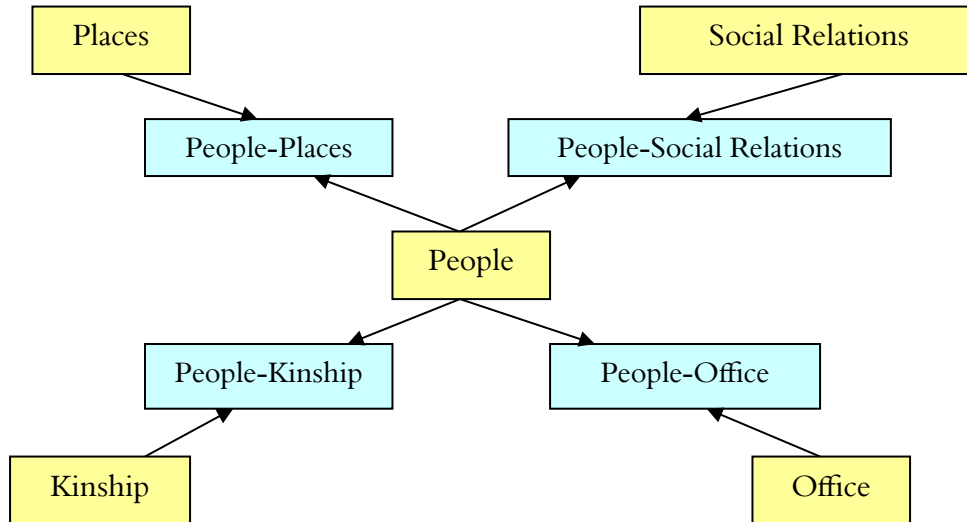 Places
Social Relations
People-Places
People-Social Relations
People
People-Kinship
People-Office
Kinship
Office